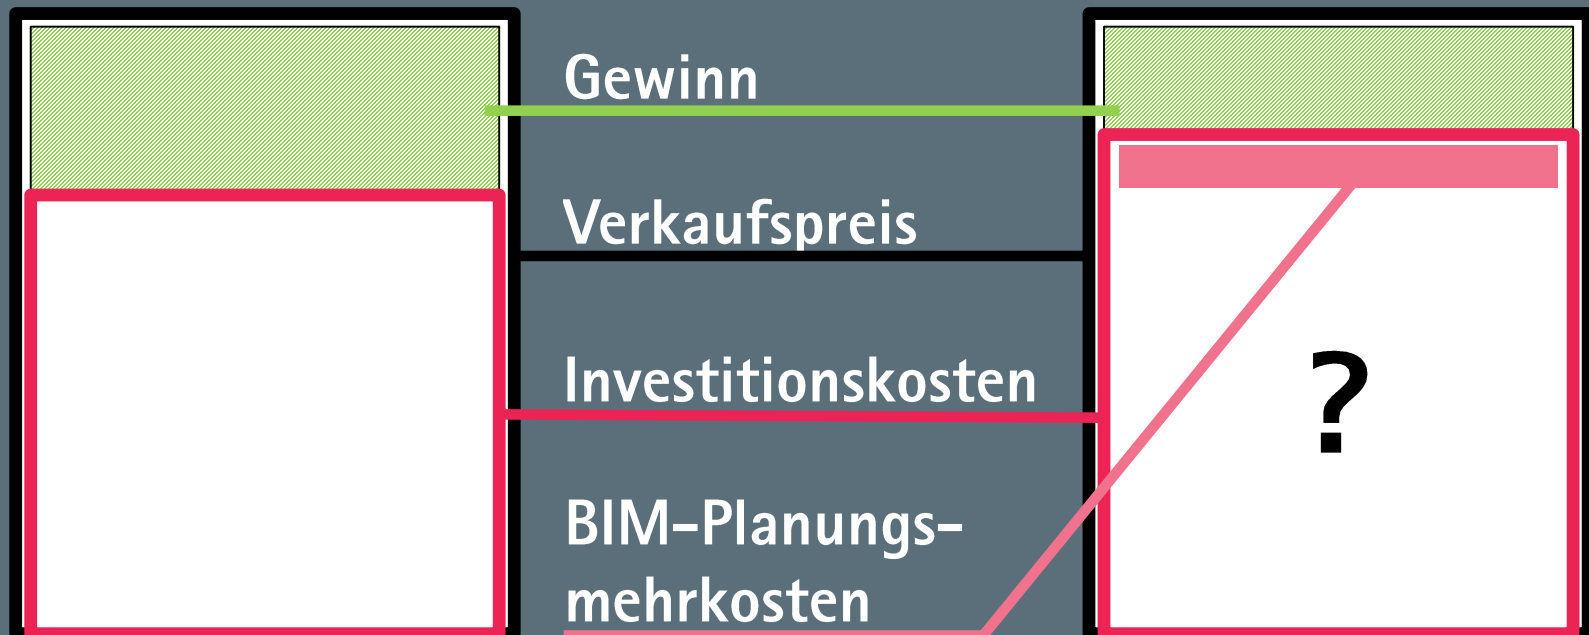 Gewinn
Verkaufspreis
Investitionskosten
?
BIM-Planungs-
mehrkosten